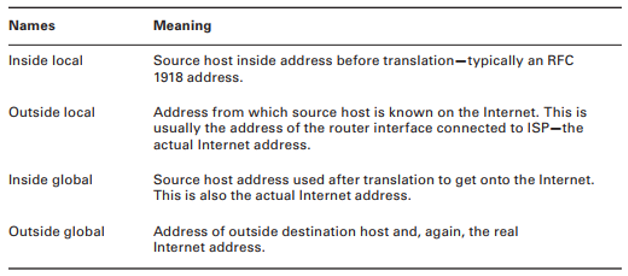 Names Meaning
Inside local Source host inside address before translation—typically an RFC
1918 address.
Outside local Address from which source host is known on the Internet. This is
usually the address of the router interface connected to ISP—the
actual Internet address.
Inside global Source host address used after translation to get onto the Internet.
This is also the actual Internet address.
Outside global Address of outside destination host and, again, the real
Internet address.